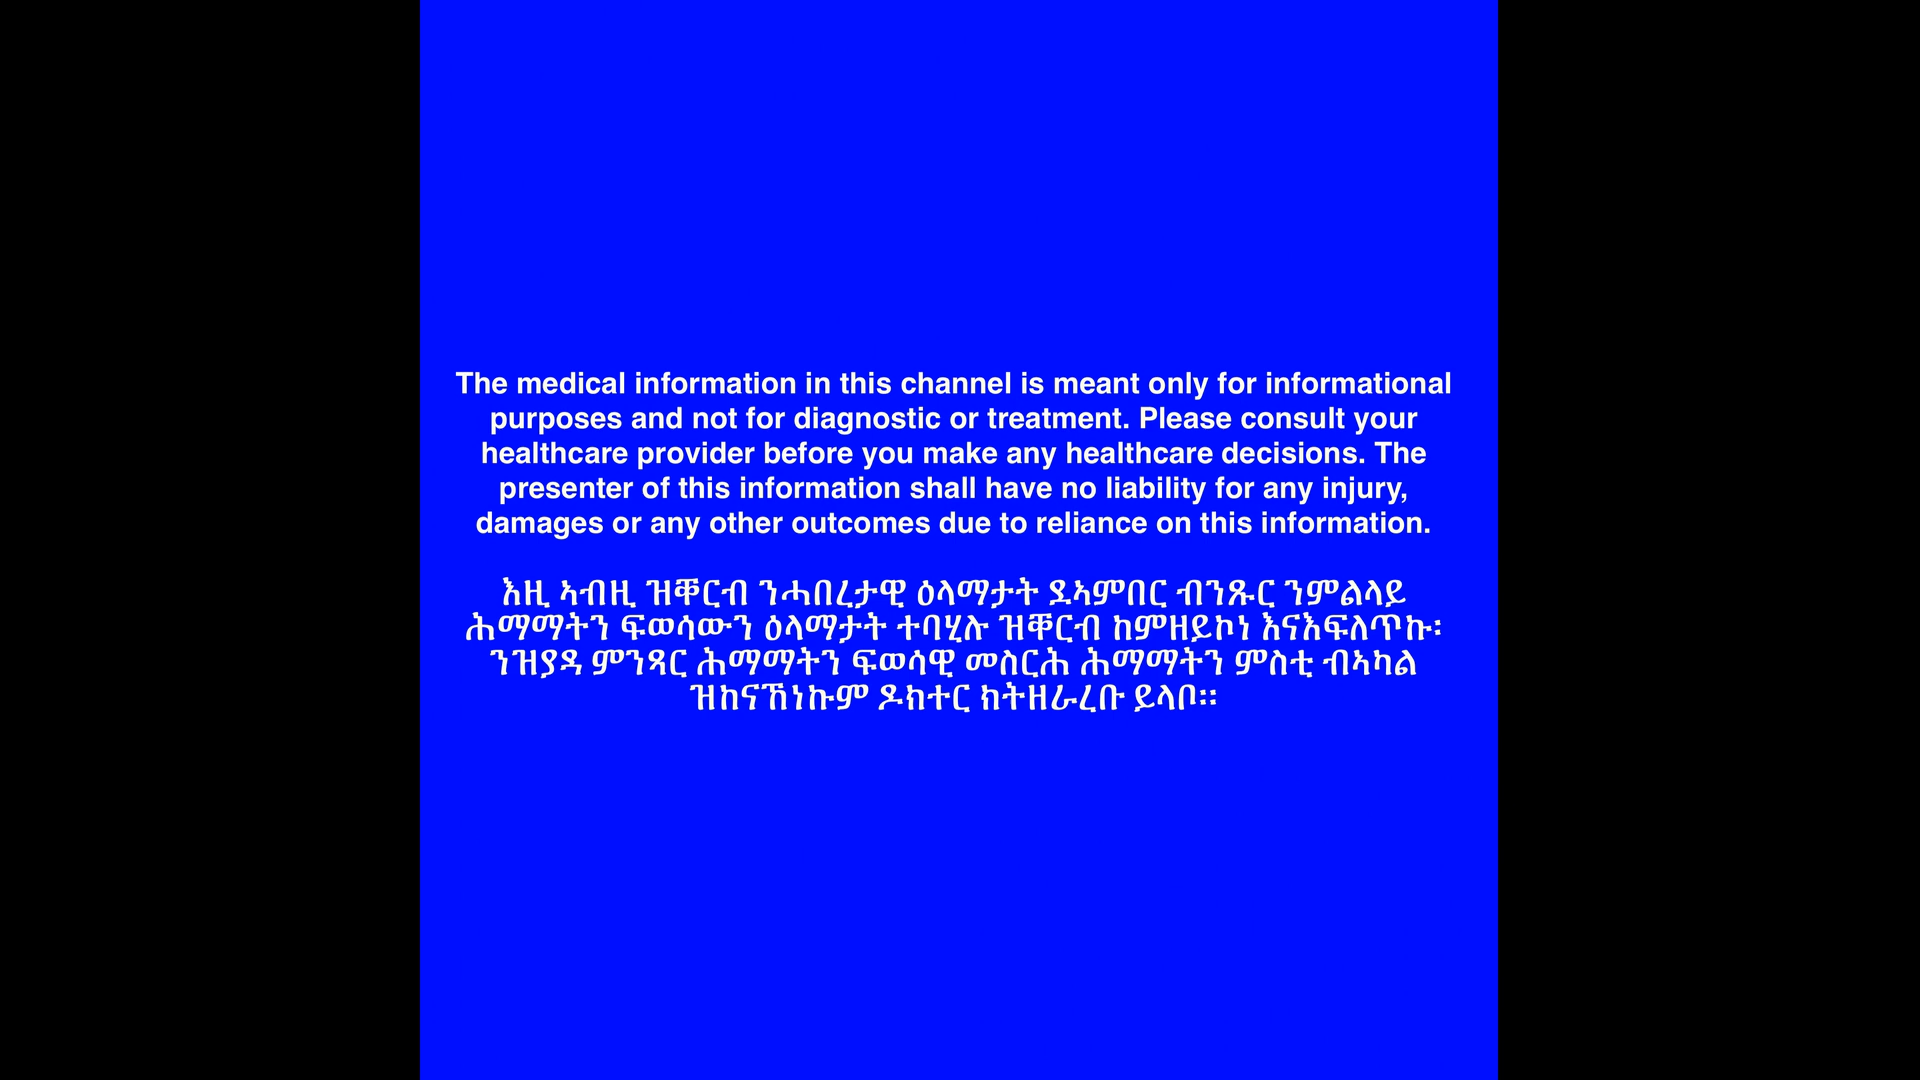 The medical information in this channel is meant only for informational
purposes and not for diagnostic or treatment. Please consult your
healthcare provider before you make any healthcare decisions. The
presenter of this information shall have no liability for any injury,
damages or any other outcomes due to reliance on this information.
እዚ ኣብዚ ዝቐርብ ንሓበረታዊ ዕላማታት ደኣምበር ብንጹር ንምልላይ
ሕማማትን ፍወሳውን ዕላማታት ተባሂሉ ዝቐርብ ከምዘይኮነ እናእፍለጥኩ፡
ንዝያዳ ምንጻር ሕማማትን ፍወሳዊ መስርሕ ሕማማትን ምስቲ ብኣካል
ዝከናኸነኩም ዶክተር ክትዘራረቡ ይላቦ።